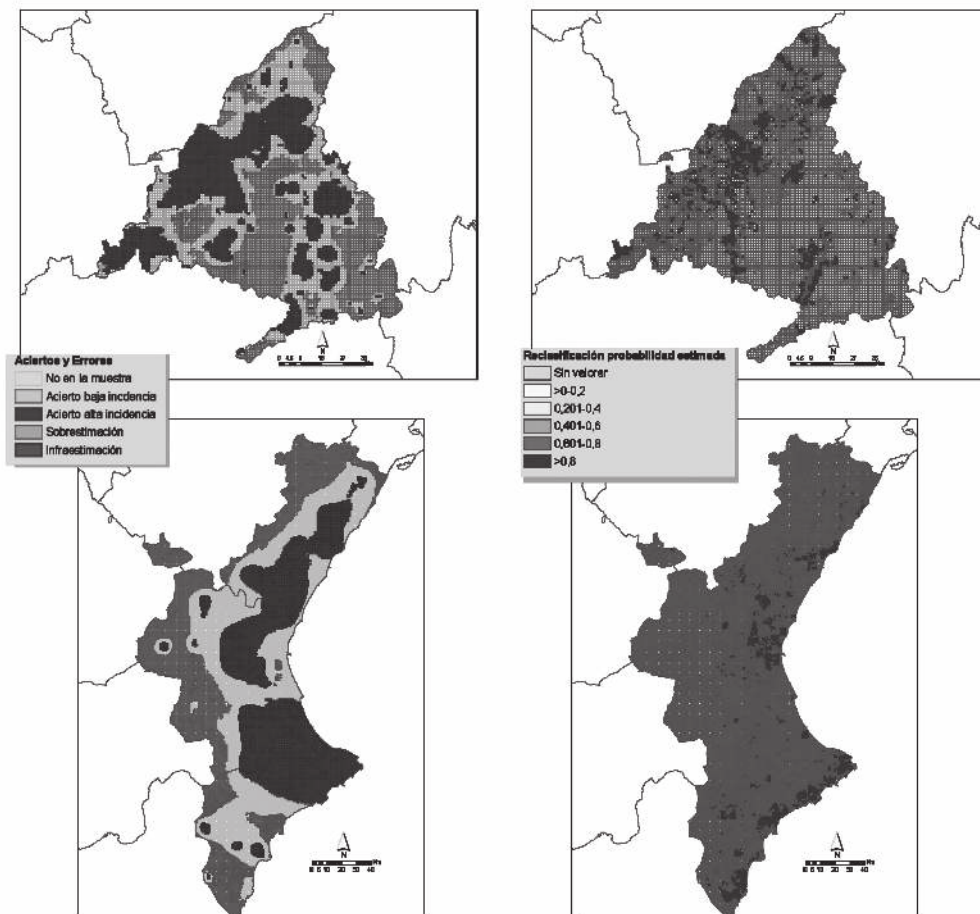 N
N
Aciertos y Errores
No en la muestra
Acierto baja incidencia
Acierto alta incidencia
Sobrestimación
Infraestimación
Reclasificación probabilidad estimada
Sin valorar
>0-0,2
0,201-0,4
0,401-0,6
0,601-0,8
>0,8
N
N